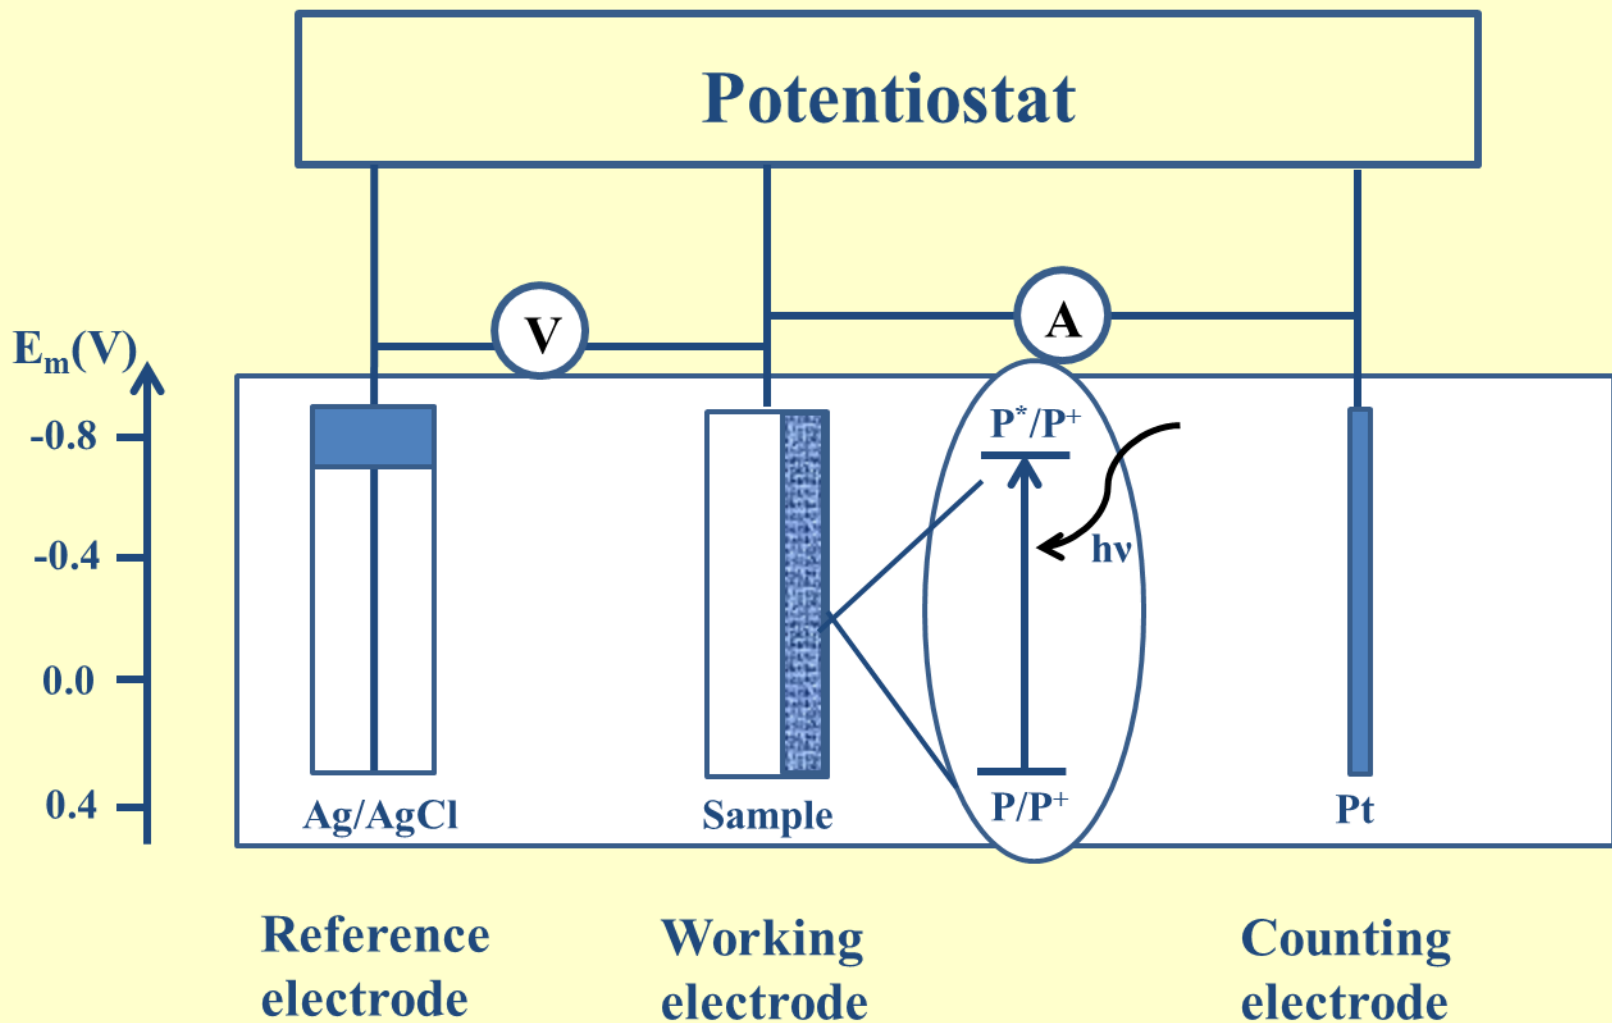 Potentiostat
V
A
Eₘ(V)
-0.8
-0.4
0.0
0.4
P*/P⁺
hν
P/P⁺
Ag/AgCl
Sample
Pt
Reference
electrode
Working
electrode
Counting
electrode